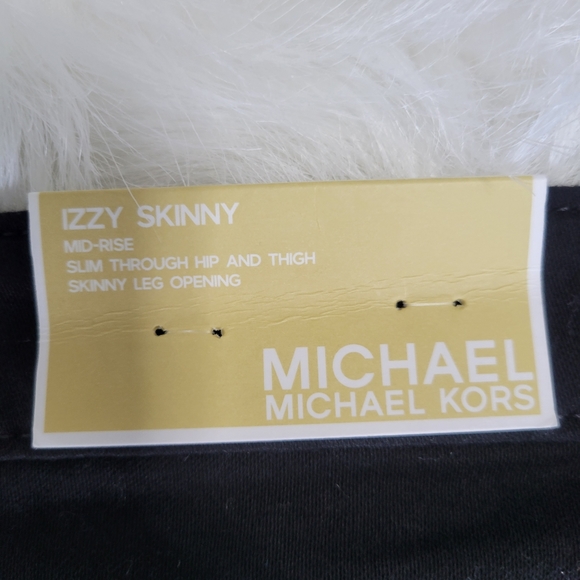 IZZY SKINNY
MID-RISE
SLIM THROUGH HIP AND THIGH
SKINNY LEG OPENING
MICHAEL
MICHAEL KORS